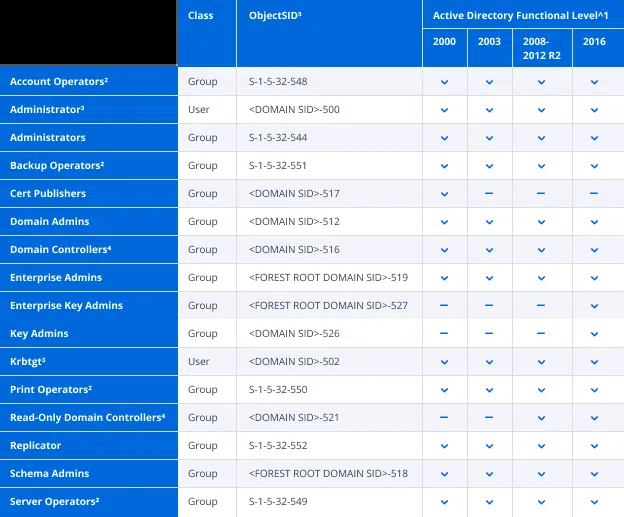 Class ObjectSID⁵ Active Directory Functional Level^1
2000 2003 2008-
2012 R2 2016
Account Operators² Group S-1-5-32-548
Administrator³ User <DOMAIN SID>-500
Administrators Group S-1-5-32-544
Backup Operators² Group S-1-5-32-551
Cert Publishers Group <DOMAIN SID>-517 – – –
Domain Admins Group <DOMAIN SID>-512
Domain Controllers⁴ Group <DOMAIN SID>-516
Enterprise Admins Group <FOREST ROOT DOMAIN SID>-519
Enterprise Key Admins Group <FOREST ROOT DOMAIN SID>-527 – – –
Key Admins Group <DOMAIN SID>-526 – – –
Krbtgt³ User <DOMAIN SID>-502
Print Operators² Group S-1-5-32-550
Read-Only Domain Controllers⁴ Group <DOMAIN SID>-521 – –
Replicator Group S-1-5-32-552
Schema Admins Group <FOREST ROOT DOMAIN SID>-518
Server Operators² Group S-1-5-32-549